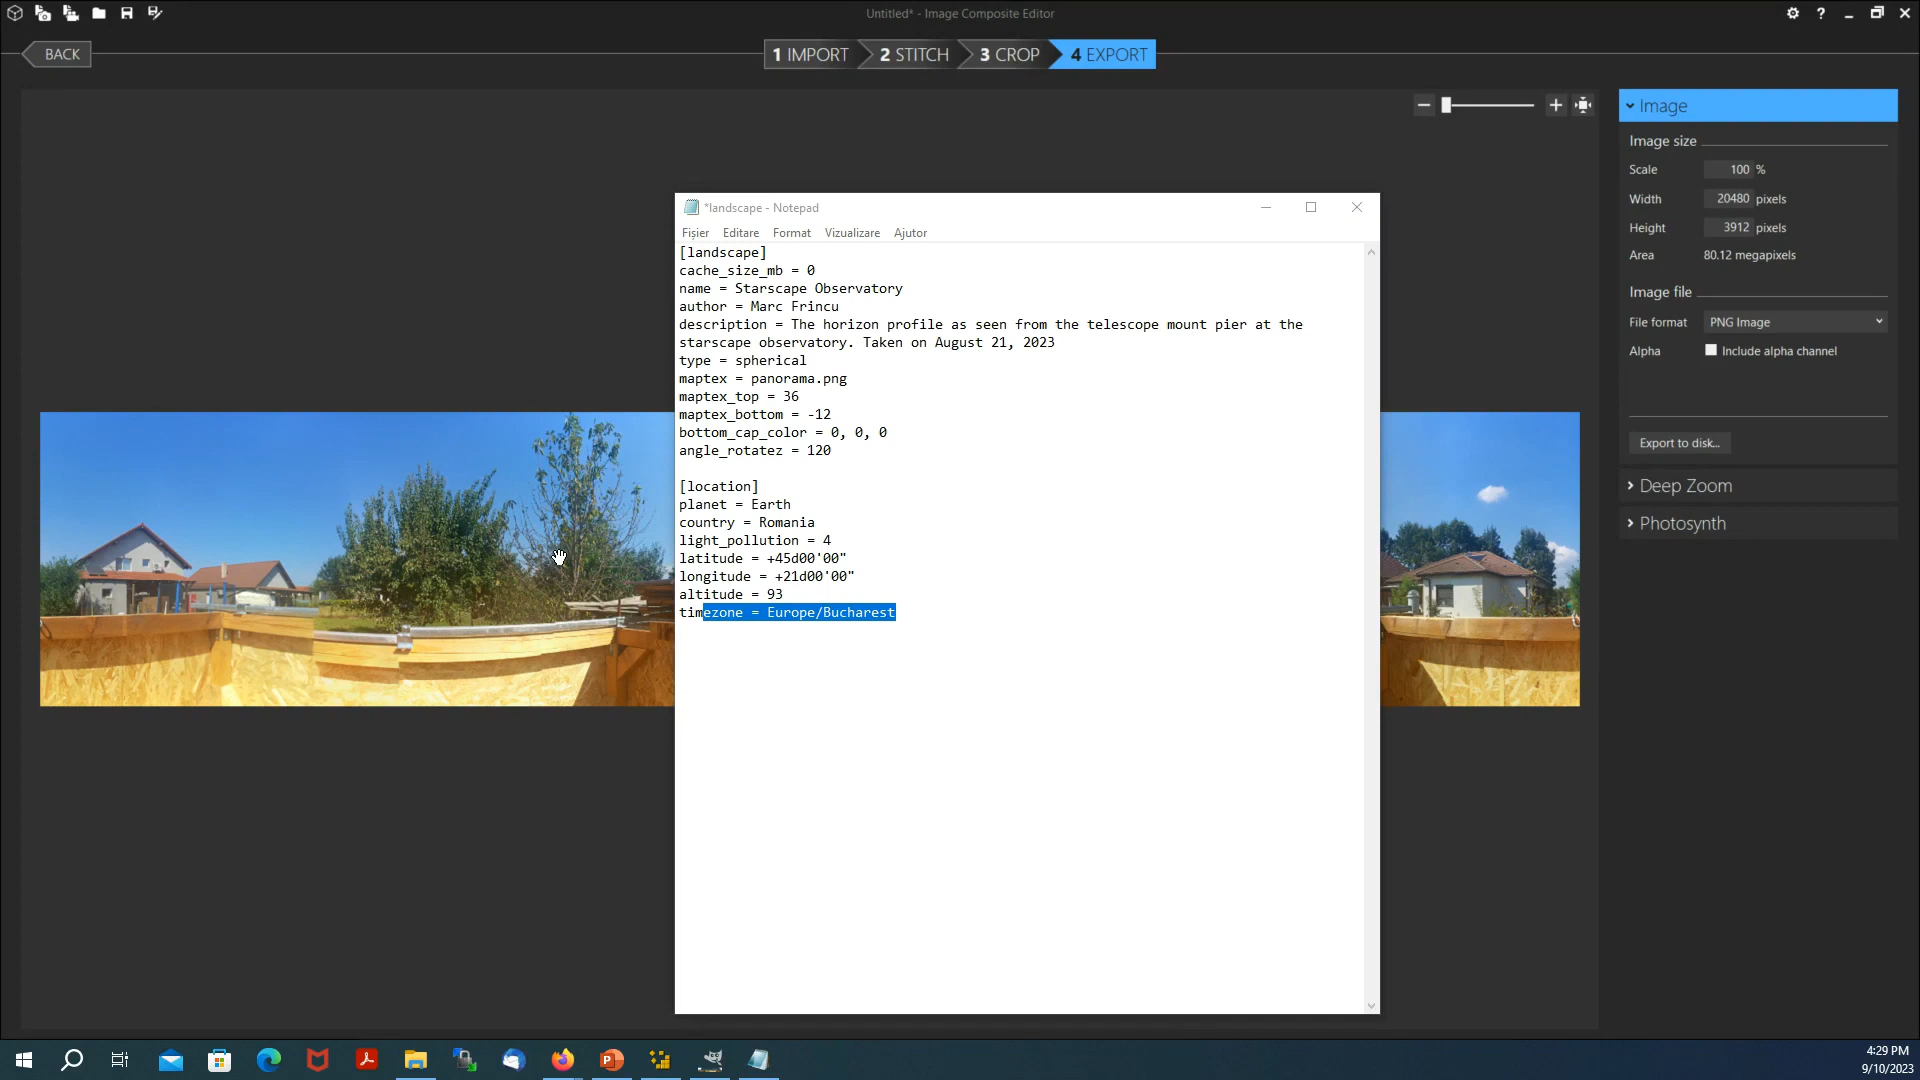 Untitled* - Image Composite Editor
BACK
1 IMPORT
2 STITCH
3 CROP
4 EXPORT
Image
Image size
Scale 100 %
Width 20480 pixels
Height 3912 pixels
Area 80.12 megapixels
Image file
File format PNG Image
Alpha Include alpha channel
Export to disk...
Deep Zoom
Photosynth
*landscape - Notepad
Fișier Editare Format Vizualizare Ajutor
[landscape]
cache_size_mb = 0
name = Starscape Observatory
author = Marc Frincu
description = The horizon profile as seen from the telescope mount pier at the
starscape observatory. Taken on August 21, 2023
type = spherical
maptex = panorama.png
maptex_top = 36
maptex_bottom = -12
bottom_cap_color = 0, 0, 0
angle_rotatez = 120
[location]
planet = Earth
country = Romania
light_pollution = 4
latitude = +45d00'00"
longitude = +21d00'00"
altitude = 93
timezone = Europe/Bucharest
4:29 PM
9/10/2023